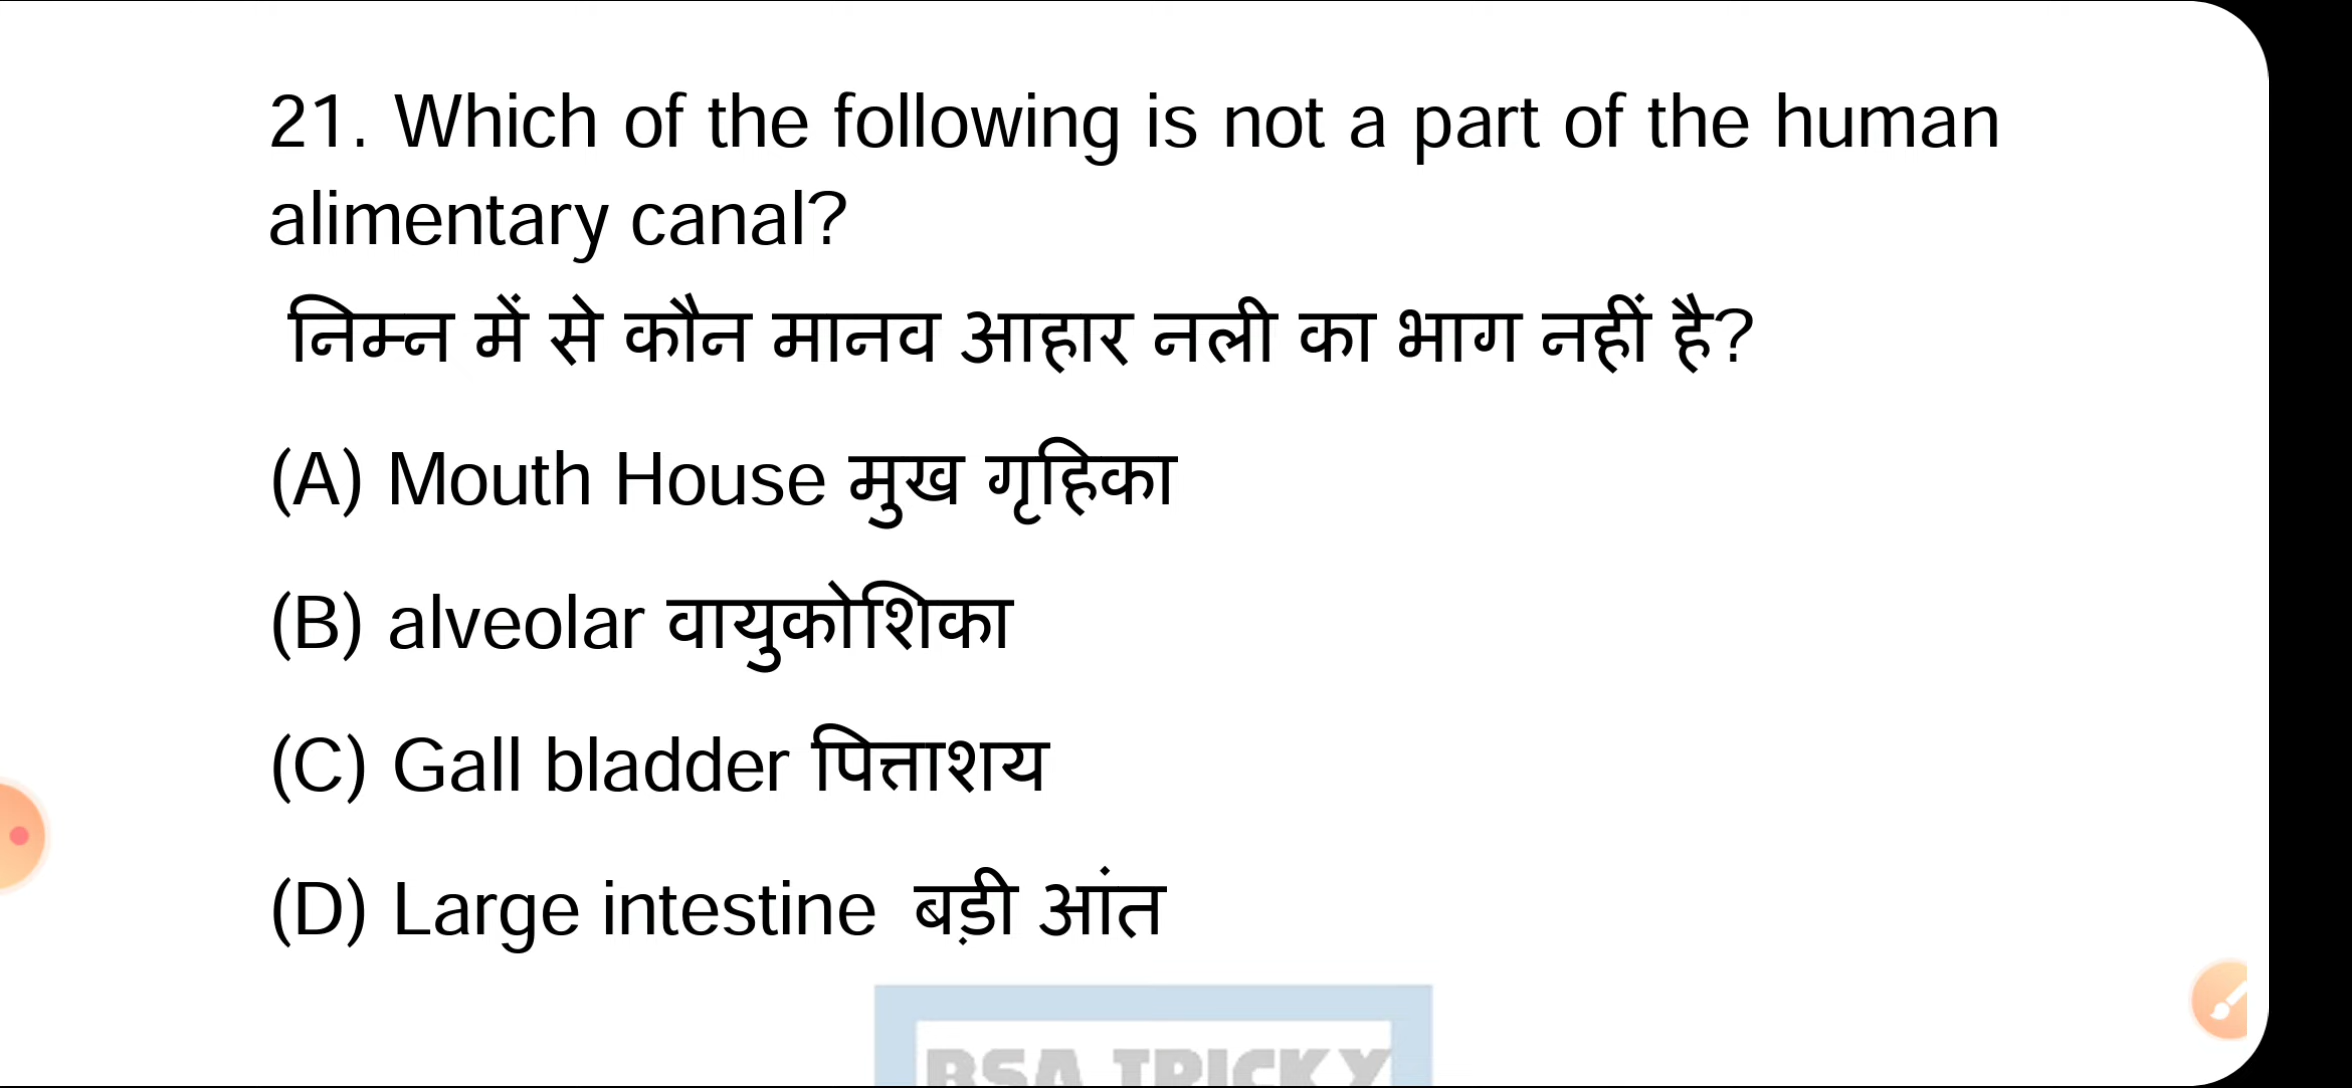 21. Which of the following is not a part of the human
alimentary canal?
निम्न में से कौन मानव आहार नली का भाग नहीं है?
(A) Mouth House मुख गृहिका
(B) alveolar वायुकोशिका
(C) Gall bladder पित्ताशय
(D) Large intestine बड़ी आंत
BSA TRICKY